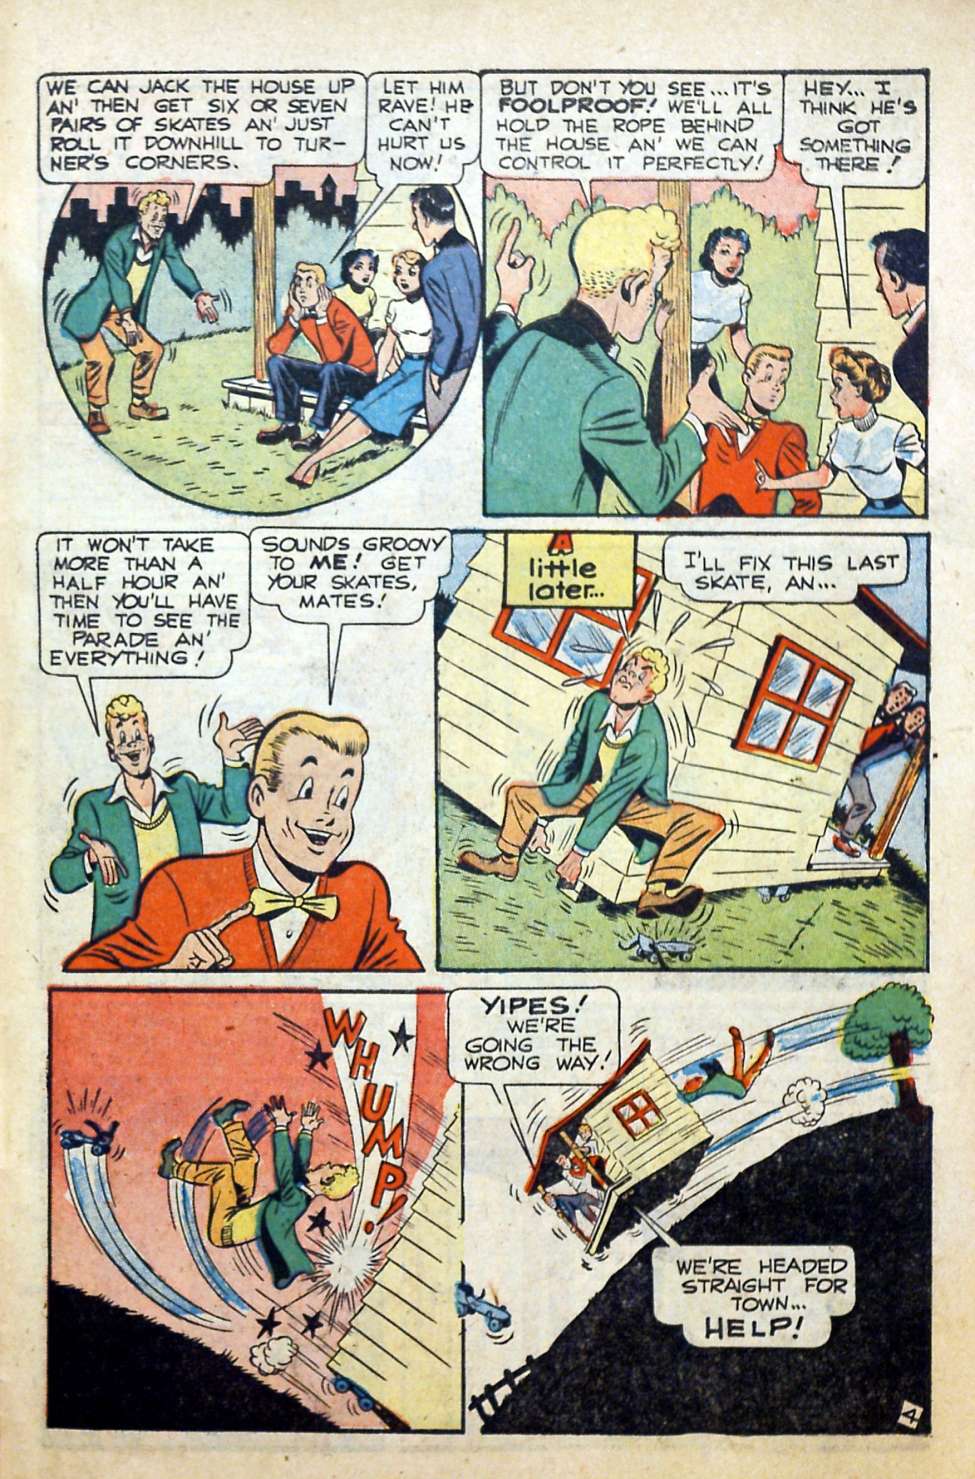 WE CAN JACK THE HOUSE UP
AN' THEN GET SIX OR SEVEN
PAIRS OF SKATES AN' JUST
ROLL IT DOWNHILL TO TUR-
NER'S CORNERS.
LET HIM
RAVE! HE
CAN'T
HURT US
NOW!
BUT DON'T YOU SEE...IT'S
FOOLPROOF! WE'LL ALL
HOLD THE ROPE BEHIND
THE HOUSE AN' WE CAN
CONTROL IT PERFECTLY!
HEY... I
THINK HE'S
GOT
SOMETHING
THERE!
IT WON'T TAKE
MORE THAN A
HALF HOUR AN'
THEN YOU'LL HAVE
TIME TO SEE THE
PARADE AN'
EVERYTHING!
SOUNDS GROOVY
TO ME! GET
YOUR SKATES,
MATES!
A
little
later...
I'LL FIX THIS LAST
SKATE, AN...
WHUMP!
YIPES!
WE'RE
GOING THE
WRONG WAY!
WE'RE HEADED
STRAIGHT FOR
TOWN...
HELP!
4